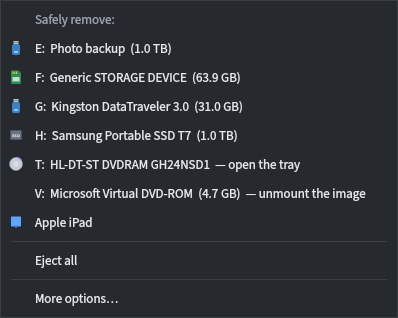 Safely remove:
E: Photo backup (1.0 TB)
F: Generic STORAGE DEVICE (63.9 GB)
G: Kingston DataTraveler 3.0 (31.0 GB)
H: Samsung Portable SSD T7 (1.0 TB)
T: HL-DT-ST DVDRAM GH24NSD1 — open the tray
V: Microsoft Virtual DVD-ROM (4.7 GB) — unmount the image
Apple iPad
Eject all
More options…